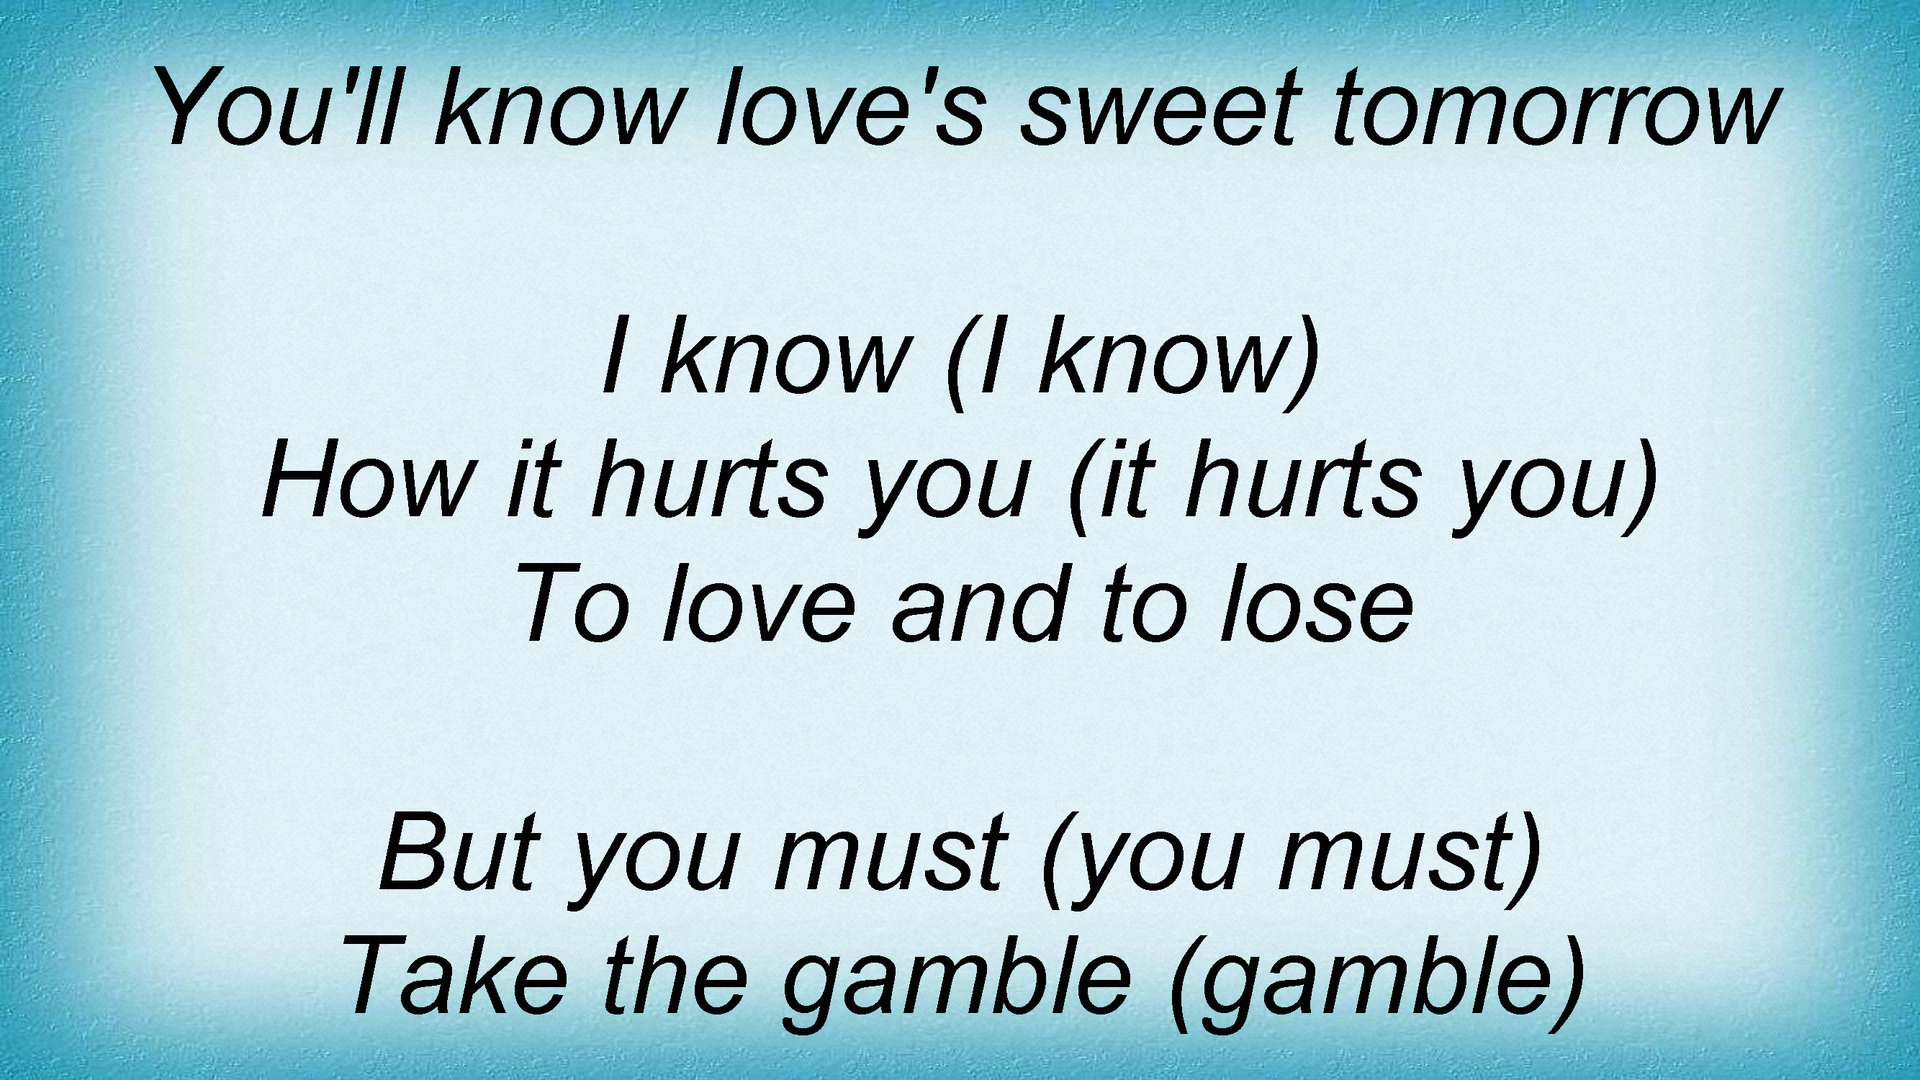 You'll know love's sweet tomorrow
I know (I know)
How it hurts you (it hurts you)
To love and to lose
But you must (you must)
Take the gamble (gamble)